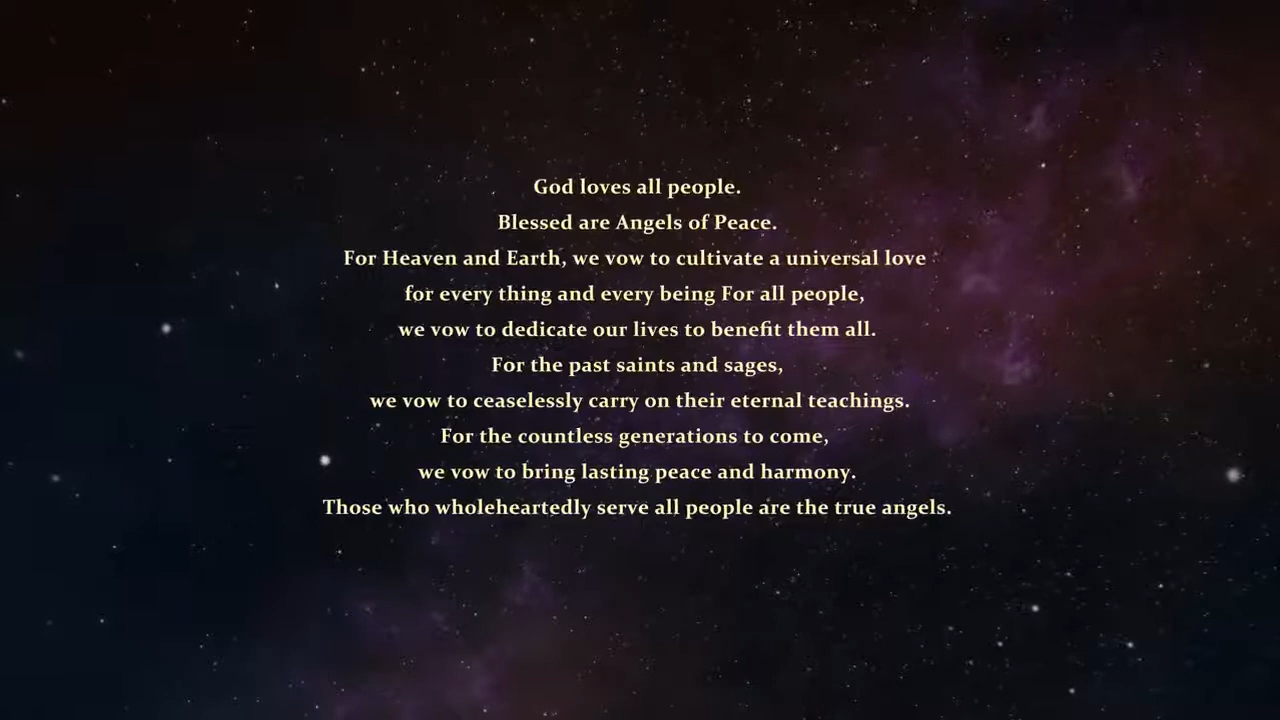 God loves all people.
Blessed are Angels of Peace.
For Heaven and Earth, we vow to cultivate a universal love
for every thing and every being For all people,
we vow to dedicate our lives to benefit them all.
For the past saints and sages,
we vow to ceaselessly carry on their eternal teachings.
For the countless generations to come,
we vow to bring lasting peace and harmony.
Those who wholeheartedly serve all people are the true angels.